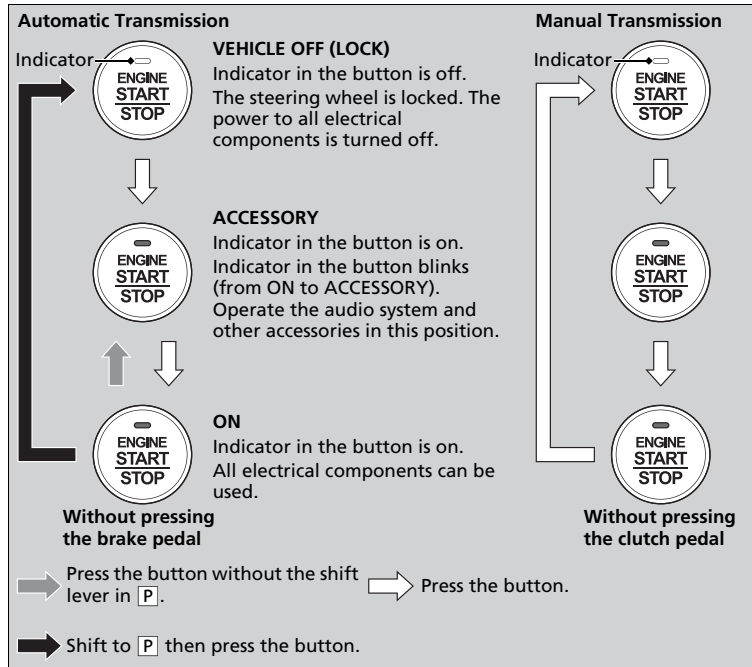 Automatic Transmission
Manual Transmission
Indicator
ENGINE
START
STOP
VEHICLE OFF (LOCK)
Indicator in the button is off.
The steering wheel is locked. The
power to all electrical
components is turned off.
Indicator
ENGINE
START
STOP
ENGINE
START
STOP
ACCESSORY
Indicator in the button is on.
Indicator in the button blinks
(from ON to ACCESSORY).
Operate the audio system and
other accessories in this position.
ENGINE
START
STOP
ENGINE
START
STOP
ON
Indicator in the button is on.
All electrical components can be
used.
ENGINE
START
STOP
Without pressing
the brake pedal
Without pressing
the clutch pedal
Press the button without the shift
lever in P.
Press the button.
Shift to P then press the button.